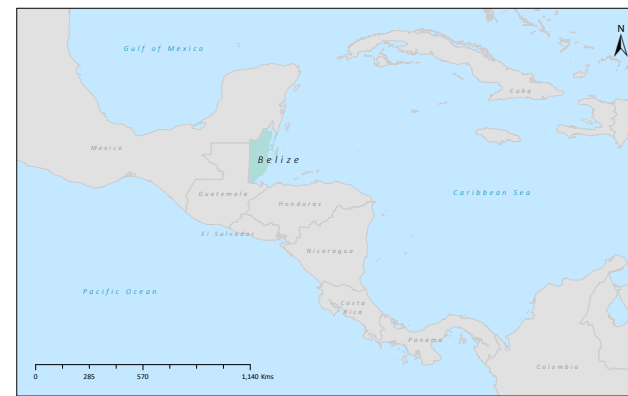 N
Gulf of Mexico
Cuba
Mexico
Belize
Guatemala
Caribbean Sea
Honduras
El Salvador
Nicaragua
Pacific Ocean
Costa
Rica
Panama
Colombia
0 285 570 1,140 Kms